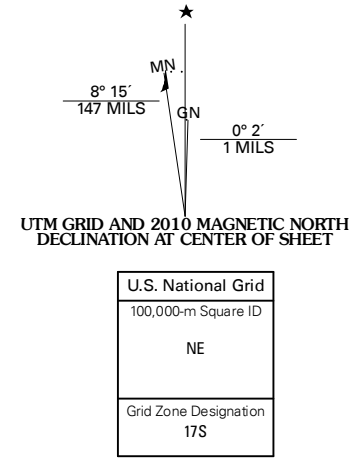 MN
8° 15´
147 MILS
GN
0° 2´
1 MILS
UTM GRID AND 2010 MAGNETIC NORTH
DECLINATION AT CENTER OF SHEET
U.S. National Grid
100,000-m Square ID
NE
Grid Zone Designation
17S